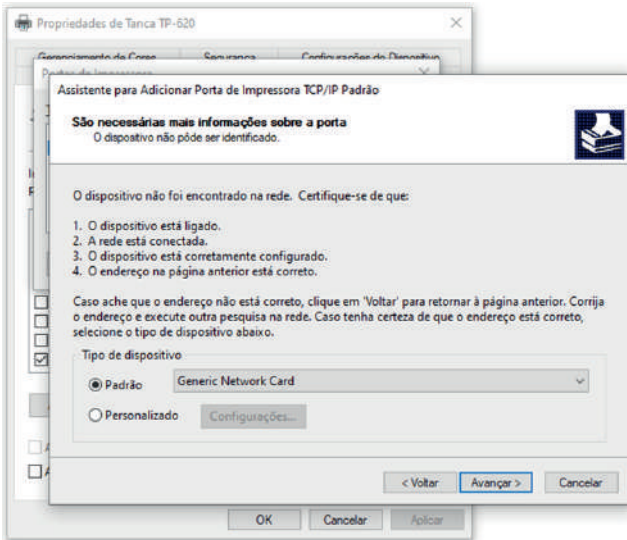 Propriedades de Tanca TP-620
Gerenciamento de Cores Segurança Configurações do Dispositivo
Portas de Impressora
Assistente para Adicionar Porta de Impressora TCP/IP Padrão
São necessárias mais informações sobre a porta
O dispositivo não pôde ser identificado.
O dispositivo não foi encontrado na rede. Certifique-se de que:
1. O dispositivo está ligado.
2. A rede está conectada.
3. O dispositivo está corretamente configurado.
4. O endereço na página anterior está correto.
Caso ache que o endereço não está correto, clique em 'Voltar' para retornar à página anterior. Corrija
o endereço e execute outra pesquisa na rede. Caso tenha certeza de que o endereço está correto,
selecione o tipo de dispositivo abaixo.
Tipo de dispositivo
Padrão Generic Network Card
Personalizado Configurações...
< Voltar Avançar > Cancelar
OK Cancelar Aplicar